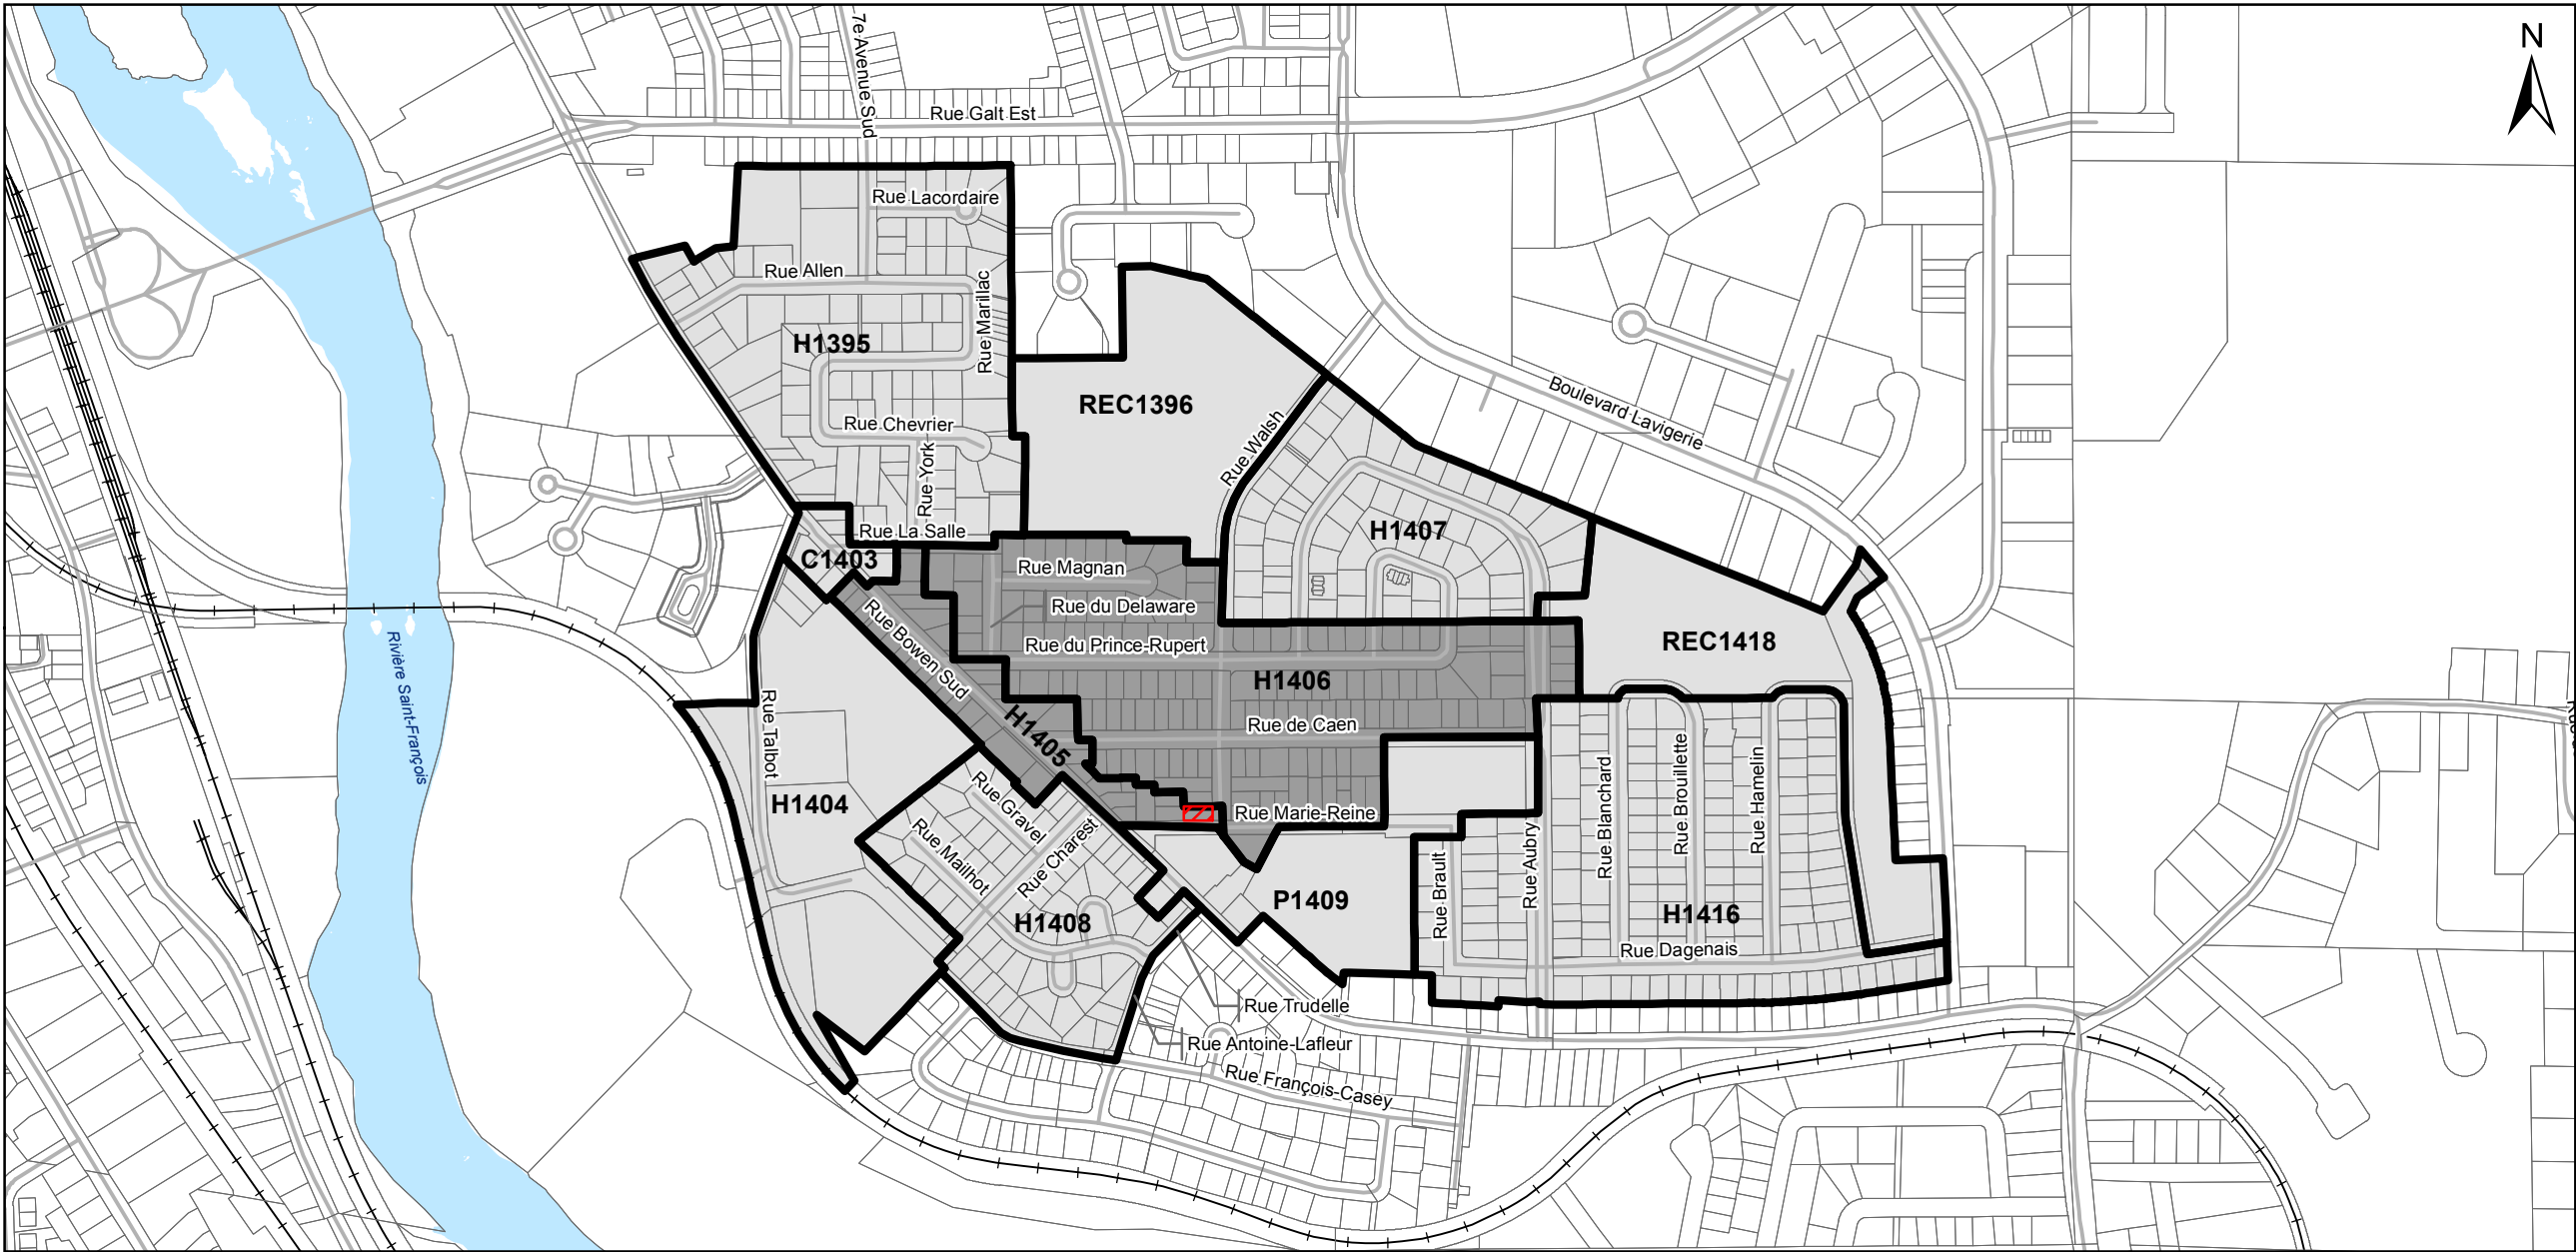 N
7e Avenue Sud
Rue Galt Est
Rue Lacordaire
Rue Allen
Rue Marillac
H1395
REC1396
Boulevard Lavigerie
Rue Chevrier
Rue Walsh
Rue York
Rue La Salle
H1407
C1403
Rue Magnan
Rue du Delaware
Rue Bowen Sud
Rue du Prince-Rupert
REC1418
Rivière Saint-François
H1406
Rue Talbot
H1405
Rue de Caen
Rue Blanchard
Rue Brouillette
Rue Hamelin
H1404
Rue Gravel
Rue Marie-Reine
Rue Mailhot
Rue Charest
Rue Brault
Rue Aubry
P1409
H1408
H1416
Rue Dagenais
Rue Trudelle
Rue Antoine-Lafleur
Rue François-Casey